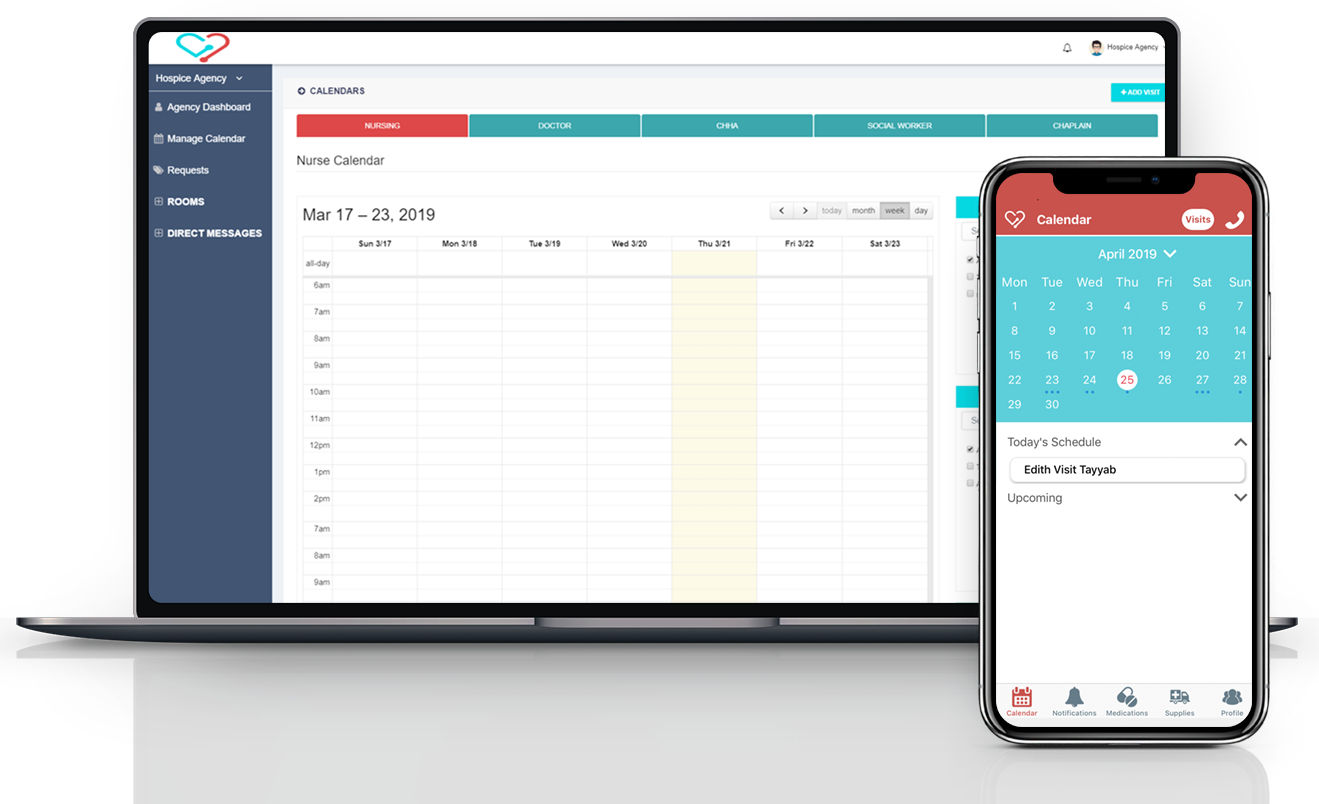 Hospice Agency
Hospice Agency
Agency Dashboard
Manage Calendar
Requests
ROOMS
DIRECT MESSAGES
CALENDARS
+ ADD VISIT
NURSING
DOCTOR
CHHA
SOCIAL WORKER
CHAPLAIN
Nurse Calendar
Mar 17 – 23, 2019
today month week day
Sun 3/17 Mon 3/18 Tue 3/19 Wed 3/20 Thu 3/21 Fri 3/22 Sat 3/23
all-day
6am
7am
8am
9am
10am
11am
12pm
1pm
2pm
7am
8am
9am
Calendar
Visits
April 2019
Mon Tue Wed Thu Fri Sat Sun
1 2 3 4 5 6 7
8 9 10 11 12 13 14
15 16 17 18 19 20 21
22 23 24 25 26 27 28
29 30
Today's Schedule
Edith Visit Tayyab
Upcoming
Calendar Notifications Medications Supplies Profile